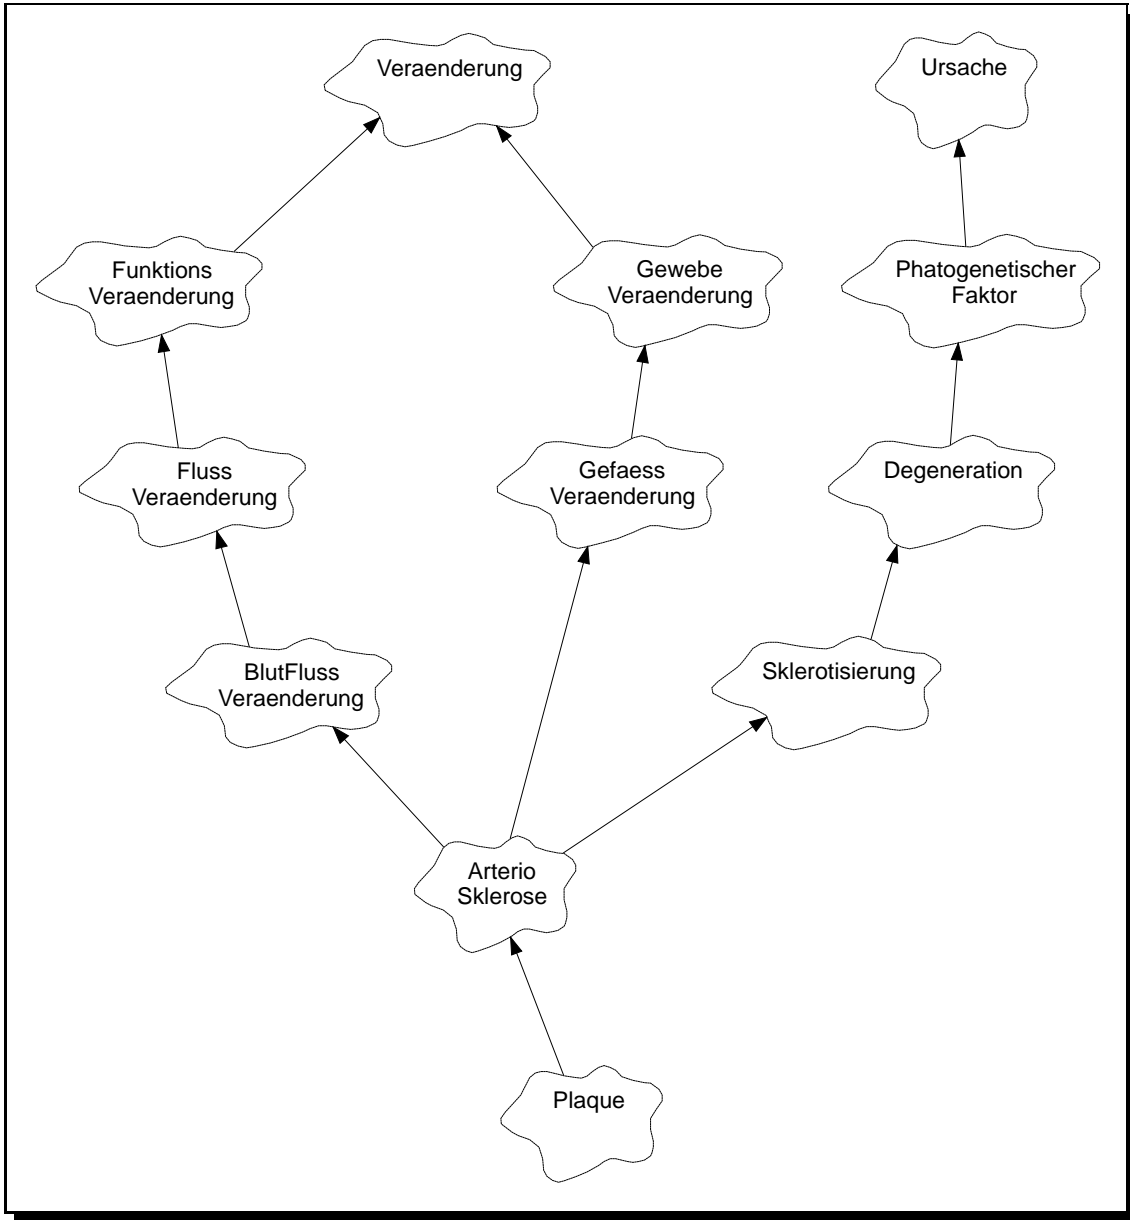 Veraenderung
Ursache
Funktions
Veraenderung
Gewebe
Veraenderung
Phatogenetischer
Faktor
Fluss
Veraenderung
Gefaess
Veraenderung
Degeneration
BlutFluss
Veraenderung
Sklerotisierung
Arterio
Sklerose
Plaque